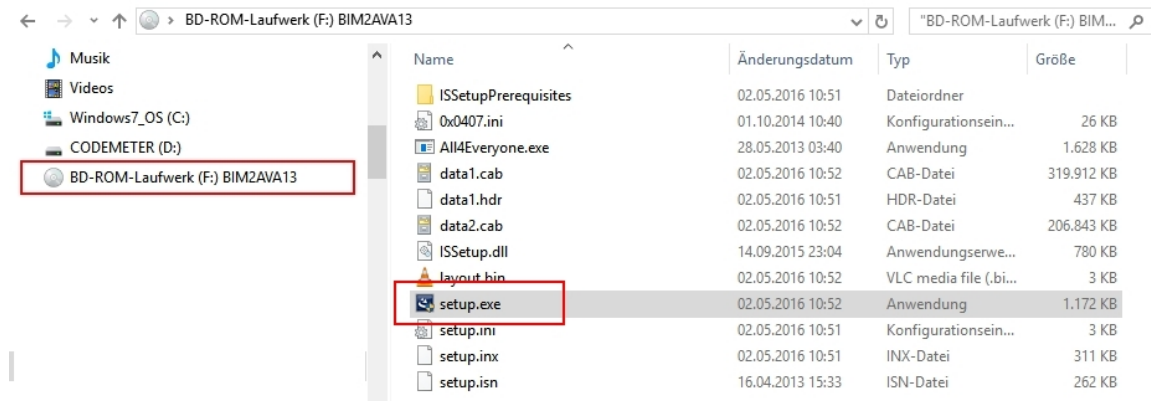 BD-ROM-Laufwerk (F:) BIM2AVA13
"BD-ROM-Laufwerk (F:) BIM...
Musik
Videos
Windows7_OS (C:)
CODEMETER (D:)
BD-ROM-Laufwerk (F:) BIM2AVA13
Name Änderungsdatum Typ Größe
ISSetupPrerequisites 02.05.2016 10:51 Dateiordner
0x0407.ini 01.10.2014 10:40 Konfigurationsein... 26 KB
All4Everyone.exe 28.05.2013 03:40 Anwendung 1.628 KB
data1.cab 02.05.2016 10:52 CAB-Datei 319.912 KB
data1.hdr 02.05.2016 10:51 HDR-Datei 437 KB
data2.cab 02.05.2016 10:52 CAB-Datei 206.843 KB
ISSetup.dll 14.09.2015 23:04 Anwendungserwe... 780 KB
layout.bin 02.05.2016 10:52 VLC media file (.bi... 3 KB
setup.exe 02.05.2016 10:52 Anwendung 1.172 KB
setup.ini 02.05.2016 10:51 Konfigurationsein... 3 KB
setup.inx 02.05.2016 10:51 INX-Datei 311 KB
setup.isn 16.04.2013 15:33 ISN-Datei 262 KB